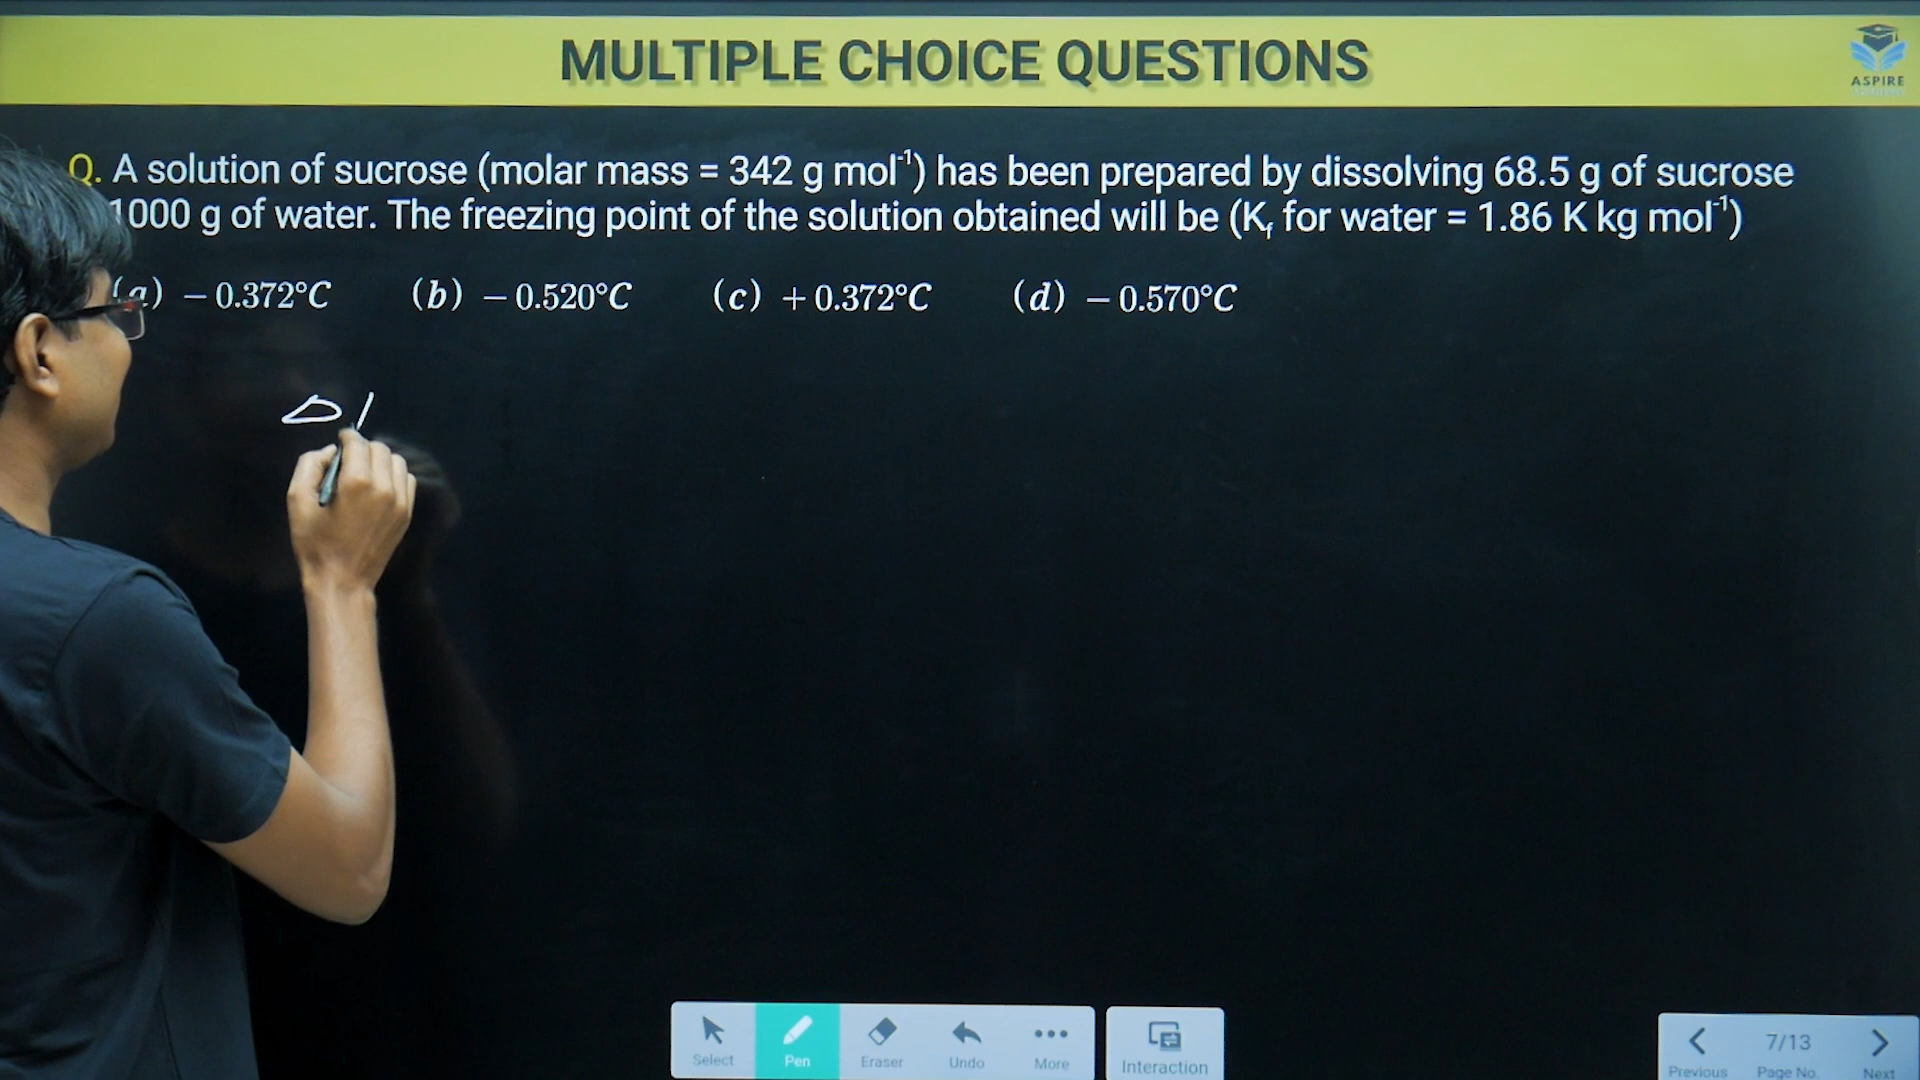 MULTIPLE CHOICE QUESTIONS
ASPIRE
Q. A solution of sucrose (molar mass = 342 g mol⁻¹) has been prepared by dissolving 68.5 g of sucrose
1000 g of water. The freezing point of the solution obtained will be (K_f for water = 1.86 K kg mol⁻¹)
(a) – 0.372°C (b) – 0.520°C (c) + 0.372°C (d) – 0.570°C
Δ
Select Pen Eraser Undo More Interaction
7/13
Previous Page No. Next